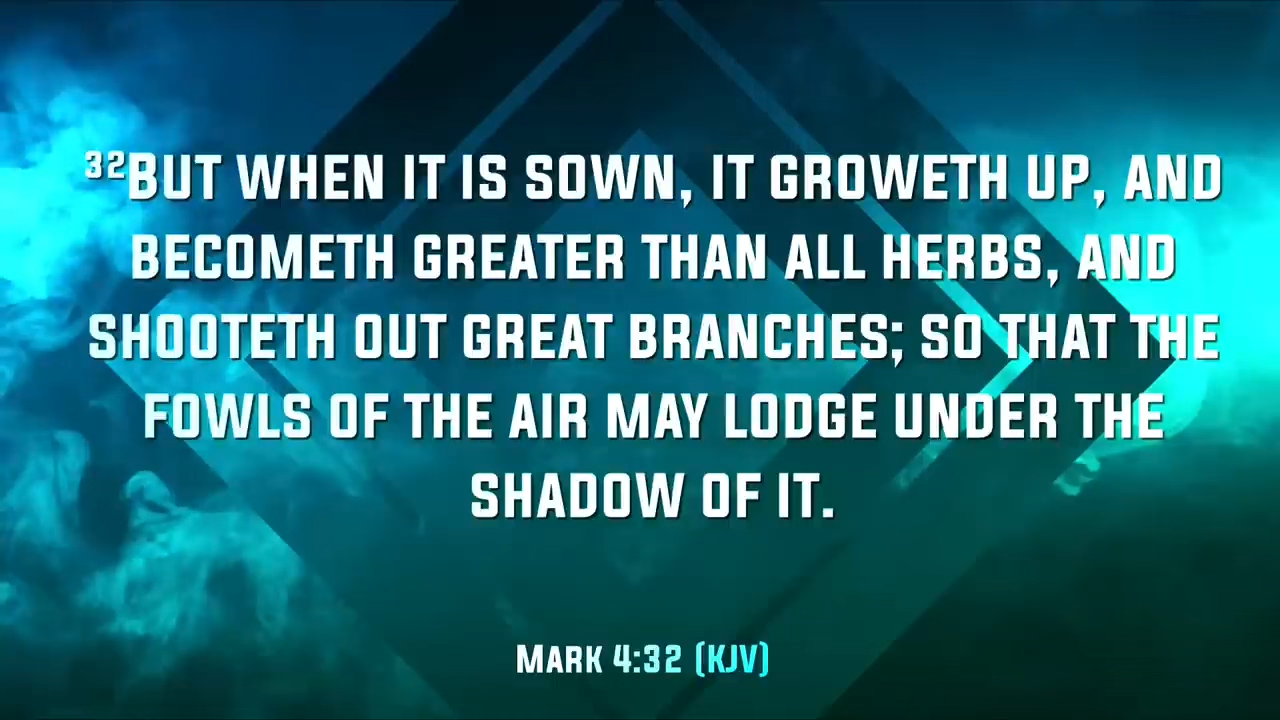 ³²BUT WHEN IT IS SOWN, IT GROWETH UP, AND
BECOMETH GREATER THAN ALL HERBS, AND
SHOOTETH OUT GREAT BRANCHES; SO THAT THE
FOWLS OF THE AIR MAY LODGE UNDER THE
SHADOW OF IT.
MARK 4:32 (KJV)